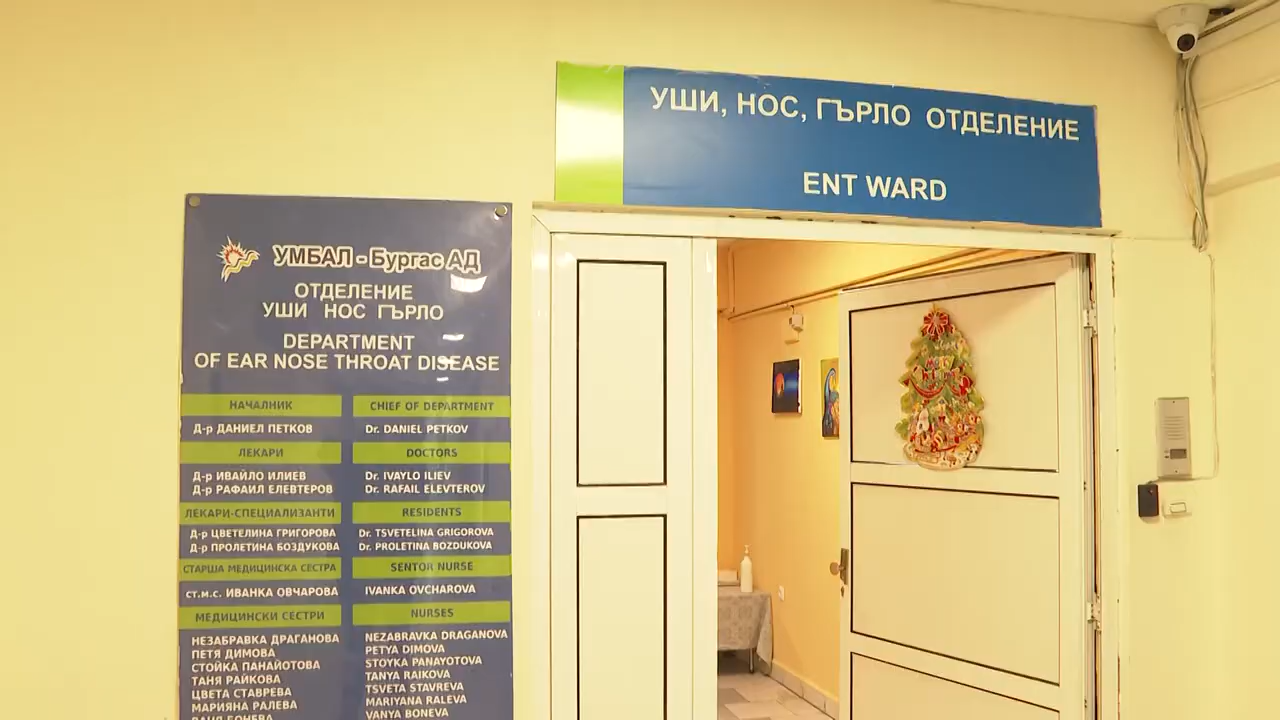 УШИ, НОС, ГЪРЛО ОТДЕЛЕНИЕ
ENT WARD
УМБАЛ - Бургас АД
ОТДЕЛЕНИЕ
УШИ НОС ГЪРЛО
DEPARTMENT
OF EAR NOSE THROAT DISEASE
НАЧАЛНИК CHIEF OF DEPARTMENT
Д-р ДАНИЕЛ ПЕТКОВ Dr. DANIEL PETKOV
ЛЕКАРИ DOCTORS
Д-р ИВАЙЛО ИЛИЕВ Dr. IVAYLO ILIEV
Д-р РАФАИЛ ЕЛЕВТЕРОВ Dr. RAFAIL ELEVTEROV
ЛЕКАРИ-СПЕЦИАЛИЗАНТИ RESIDENTS
Д-р ЦВЕТЕЛИНА ГРИГОРОВА Dr. TSVETELINA GRIGOROVA
Д-р ПРОЛЕТИНА БОЗДУКОВА Dr. PROLETINA BOZDUKOVA
СТАРША МЕДИЦИНСКА СЕСТРА SENTOR NURSE
ст.м.с. ИВАНКА ОВЧАРОВА IVANKA OVCHAROVA
МЕДИЦИНСКИ СЕСТРИ NURSES
НЕЗАБРАВКА ДРАГАНОВА NEZABRAVKA DRAGANOVA
ПЕТЯ ДИМОВА PETYA DIMOVA
СТОЙКА ПАНАЙОТОВА STOYKA PANAYOTOVA
ТАНЯ РАЙКОВА TANYA RAIKOVA
ЦВЕТА СТАВРЕВА TSVETA STAVREVA
МАРИЯНА РАЛЕВА MARIYANA RALEVA
ВАНЯ БОНЕВА VANYA BONEVA